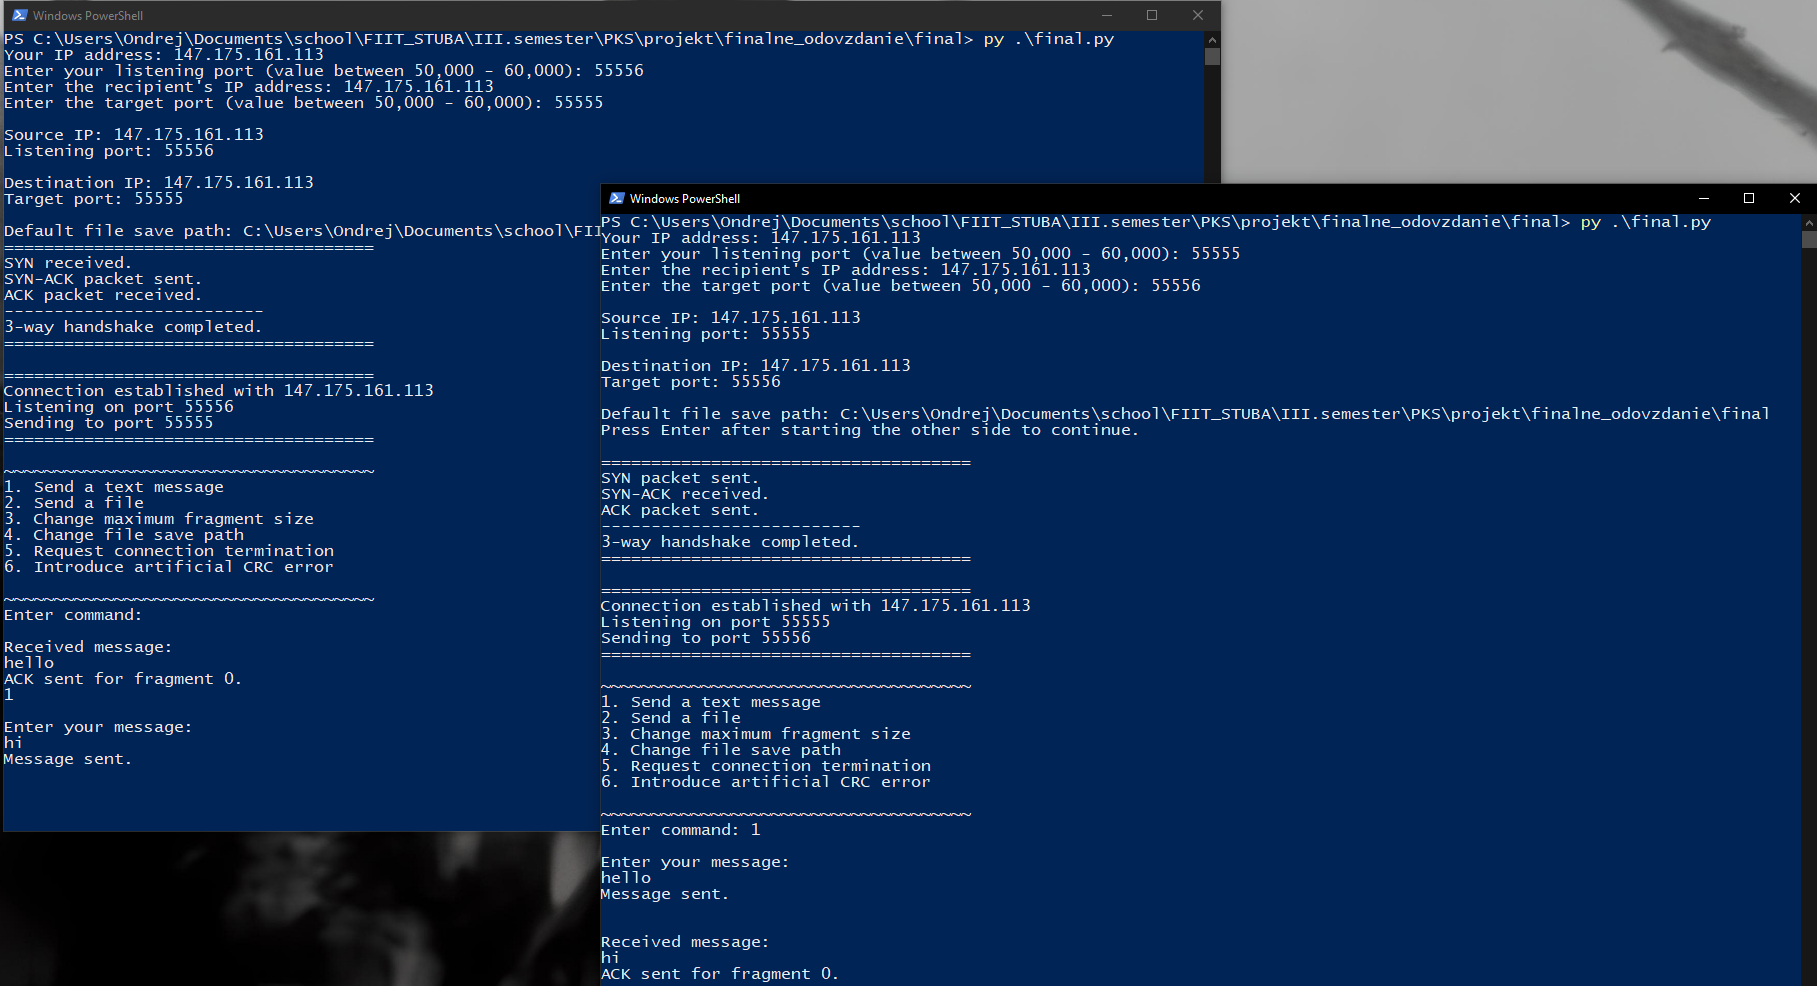 Windows PowerShell
PS C:\Users\Ondrej\Documents\school\FIIT_STUBA\III.semester\PKS\projekt\finalne_odovzdanie\final> py .\final.py
Your IP address: 147.175.161.113
Enter your listening port (value between 50,000 - 60,000): 55556
Enter the recipient's IP address: 147.175.161.113
Enter the target port (value between 50,000 - 60,000): 55555
Source IP: 147.175.161.113
Listening port: 55556
Destination IP: 147.175.161.113
Target port: 55555
Default file save path: C:\Users\Ondrej\Documents\school\FII
=====================================
SYN received.
SYN-ACK packet sent.
ACK packet received.
--------------------------
3-way handshake completed.
=====================================
=====================================
Connection established with 147.175.161.113
Listening on port 55556
Sending to port 55555
=====================================
~~~~~~~~~~~~~~~~~~~~~~~~~~~~~~~~~~~~~
1. Send a text message
2. Send a file
3. Change maximum fragment size
4. Change file save path
5. Request connection termination
6. Introduce artificial CRC error
~~~~~~~~~~~~~~~~~~~~~~~~~~~~~~~~~~~~~
Enter command:
Received message:
hello
ACK sent for fragment 0.
1
Enter your message:
hi
Message sent.
Windows PowerShell
PS C:\Users\Ondrej\Documents\school\FIIT_STUBA\III.semester\PKS\projekt\finalne_odovzdanie\final> py .\final.py
Your IP address: 147.175.161.113
Enter your listening port (value between 50,000 - 60,000): 55555
Enter the recipient's IP address: 147.175.161.113
Enter the target port (value between 50,000 - 60,000): 55556
Source IP: 147.175.161.113
Listening port: 55555
Destination IP: 147.175.161.113
Target port: 55556
Default file save path: C:\Users\Ondrej\Documents\school\FIIT_STUBA\III.semester\PKS\projekt\finalne_odovzdanie\final
Press Enter after starting the other side to continue.
=====================================
SYN packet sent.
SYN-ACK received.
ACK packet sent.
--------------------------
3-way handshake completed.
=====================================
=====================================
Connection established with 147.175.161.113
Listening on port 55555
Sending to port 55556
=====================================
~~~~~~~~~~~~~~~~~~~~~~~~~~~~~~~~~~~~~
1. Send a text message
2. Send a file
3. Change maximum fragment size
4. Change file save path
5. Request connection termination
6. Introduce artificial CRC error
~~~~~~~~~~~~~~~~~~~~~~~~~~~~~~~~~~~~~
Enter command: 1
Enter your message:
hello
Message sent.
Received message:
hi
ACK sent for fragment 0.